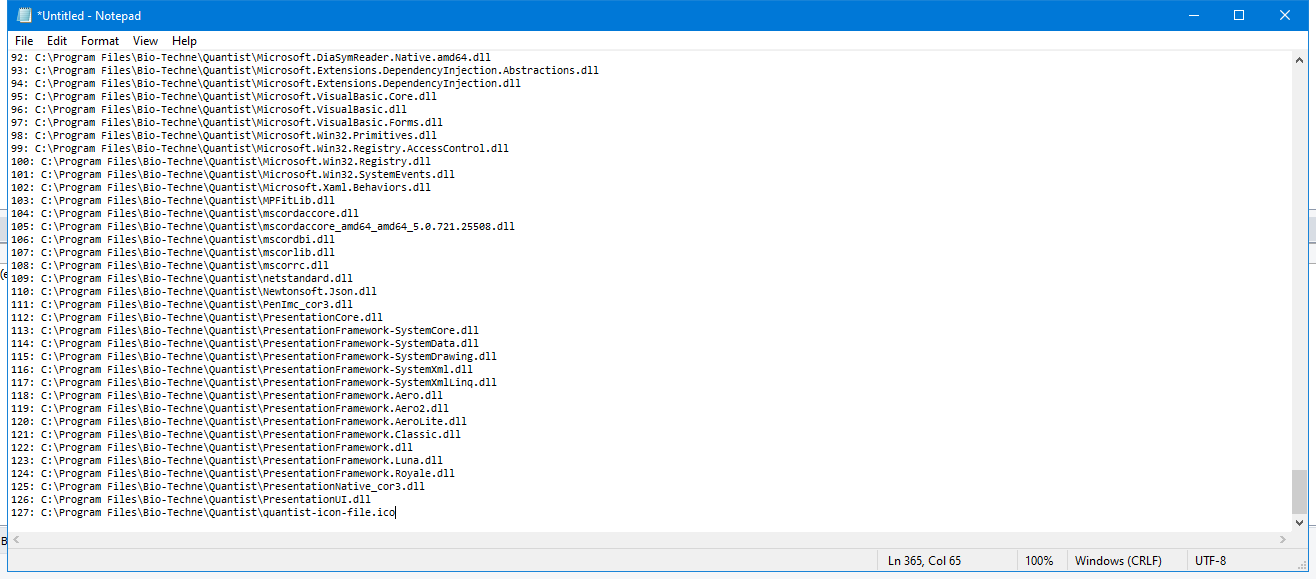 *Untitled - Notepad
File Edit Format View Help
92: C:\Program Files\Bio-Techne\Quantist\Microsoft.DiaSymReader.Native.amd64.dll
93: C:\Program Files\Bio-Techne\Quantist\Microsoft.Extensions.DependencyInjection.Abstractions.dll
94: C:\Program Files\Bio-Techne\Quantist\Microsoft.Extensions.DependencyInjection.dll
95: C:\Program Files\Bio-Techne\Quantist\Microsoft.VisualBasic.Core.dll
96: C:\Program Files\Bio-Techne\Quantist\Microsoft.VisualBasic.dll
97: C:\Program Files\Bio-Techne\Quantist\Microsoft.VisualBasic.Forms.dll
98: C:\Program Files\Bio-Techne\Quantist\Microsoft.Win32.Primitives.dll
99: C:\Program Files\Bio-Techne\Quantist\Microsoft.Win32.Registry.AccessControl.dll
100: C:\Program Files\Bio-Techne\Quantist\Microsoft.Win32.Registry.dll
101: C:\Program Files\Bio-Techne\Quantist\Microsoft.Win32.SystemEvents.dll
102: C:\Program Files\Bio-Techne\Quantist\Microsoft.Xaml.Behaviors.dll
103: C:\Program Files\Bio-Techne\Quantist\MPFitLib.dll
104: C:\Program Files\Bio-Techne\Quantist\mscordaccore.dll
105: C:\Program Files\Bio-Techne\Quantist\mscordaccore_amd64_amd64_5.0.721.25508.dll
106: C:\Program Files\Bio-Techne\Quantist\mscordbi.dll
107: C:\Program Files\Bio-Techne\Quantist\mscorlib.dll
108: C:\Program Files\Bio-Techne\Quantist\mscorrc.dll
109: C:\Program Files\Bio-Techne\Quantist\netstandard.dll
110: C:\Program Files\Bio-Techne\Quantist\Newtonsoft.Json.dll
111: C:\Program Files\Bio-Techne\Quantist\PenImc_cor3.dll
112: C:\Program Files\Bio-Techne\Quantist\PresentationCore.dll
113: C:\Program Files\Bio-Techne\Quantist\PresentationFramework-SystemCore.dll
114: C:\Program Files\Bio-Techne\Quantist\PresentationFramework-SystemData.dll
115: C:\Program Files\Bio-Techne\Quantist\PresentationFramework-SystemDrawing.dll
116: C:\Program Files\Bio-Techne\Quantist\PresentationFramework-SystemXml.dll
117: C:\Program Files\Bio-Techne\Quantist\PresentationFramework-SystemXmlLinq.dll
118: C:\Program Files\Bio-Techne\Quantist\PresentationFramework.Aero.dll
119: C:\Program Files\Bio-Techne\Quantist\PresentationFramework.Aero2.dll
120: C:\Program Files\Bio-Techne\Quantist\PresentationFramework.AeroLite.dll
121: C:\Program Files\Bio-Techne\Quantist\PresentationFramework.Classic.dll
122: C:\Program Files\Bio-Techne\Quantist\PresentationFramework.dll
123: C:\Program Files\Bio-Techne\Quantist\PresentationFramework.Luna.dll
124: C:\Program Files\Bio-Techne\Quantist\PresentationFramework.Royale.dll
125: C:\Program Files\Bio-Techne\Quantist\PresentationNative_cor3.dll
126: C:\Program Files\Bio-Techne\Quantist\PresentationUI.dll
127: C:\Program Files\Bio-Techne\Quantist\quantist-icon-file.ico
Ln 365, Col 65 100% Windows (CRLF) UTF-8